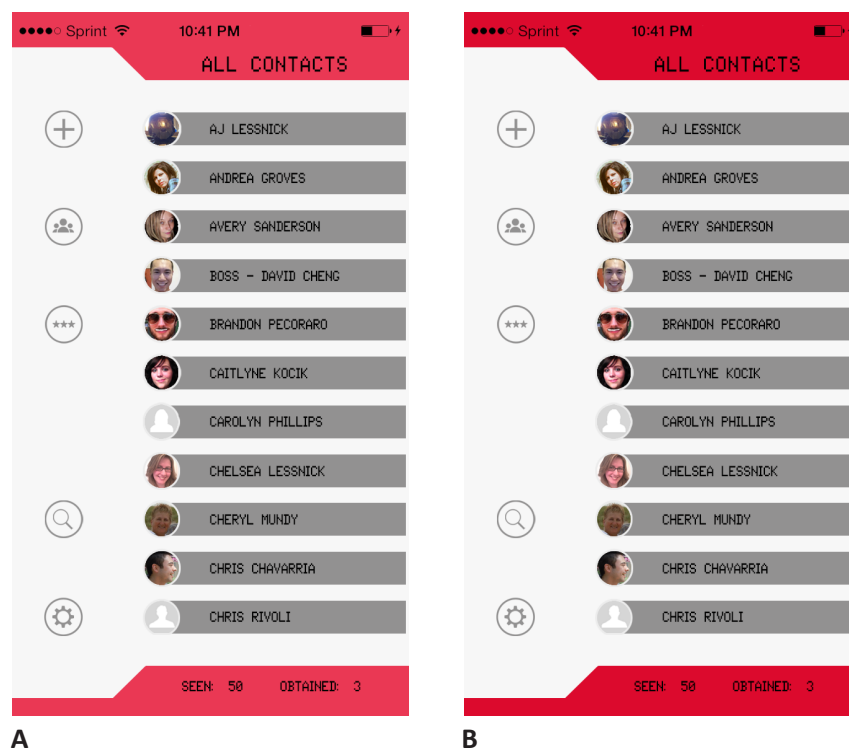 Sprint 10:41 PM
ALL CONTACTS
AJ LESSNICK
ANDREA GROVES
AVERY SANDERSON
BOSS - DAVID CHENG
BRANDON PECORARO
CAITLYNE KOCIK
CAROLYN PHILLIPS
CHELSEA LESSNICK
CHERYL MUNDY
CHRIS CHAVARRIA
CHRIS RIVOLI
SEEN: 50 OBTAINED: 3
A
Sprint 10:41 PM
ALL CONTACTS
AJ LESSNICK
ANDREA GROVES
AVERY SANDERSON
BOSS - DAVID CHENG
BRANDON PECORARO
CAITLYNE KOCIK
CAROLYN PHILLIPS
CHELSEA LESSNICK
CHERYL MUNDY
CHRIS CHAVARRIA
CHRIS RIVOLI
SEEN: 50 OBTAINED: 3
B